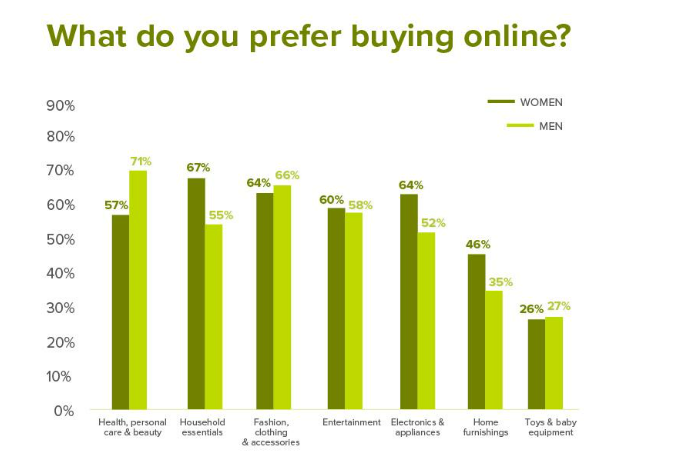 What do you prefer buying online?
WOMEN
MEN
90%
80%
70%
60%
50%
40%
30%
20%
10%
0%
57%
71%
67%
55%
64%
66%
60%
58%
64%
52%
46%
35%
26%
27%
Health, personal
care & beauty
Household
essentials
Fashion,
clothing
& accessories
Entertainment
Electronics &
appliances
Home
furnishings
Toys & baby
equipment